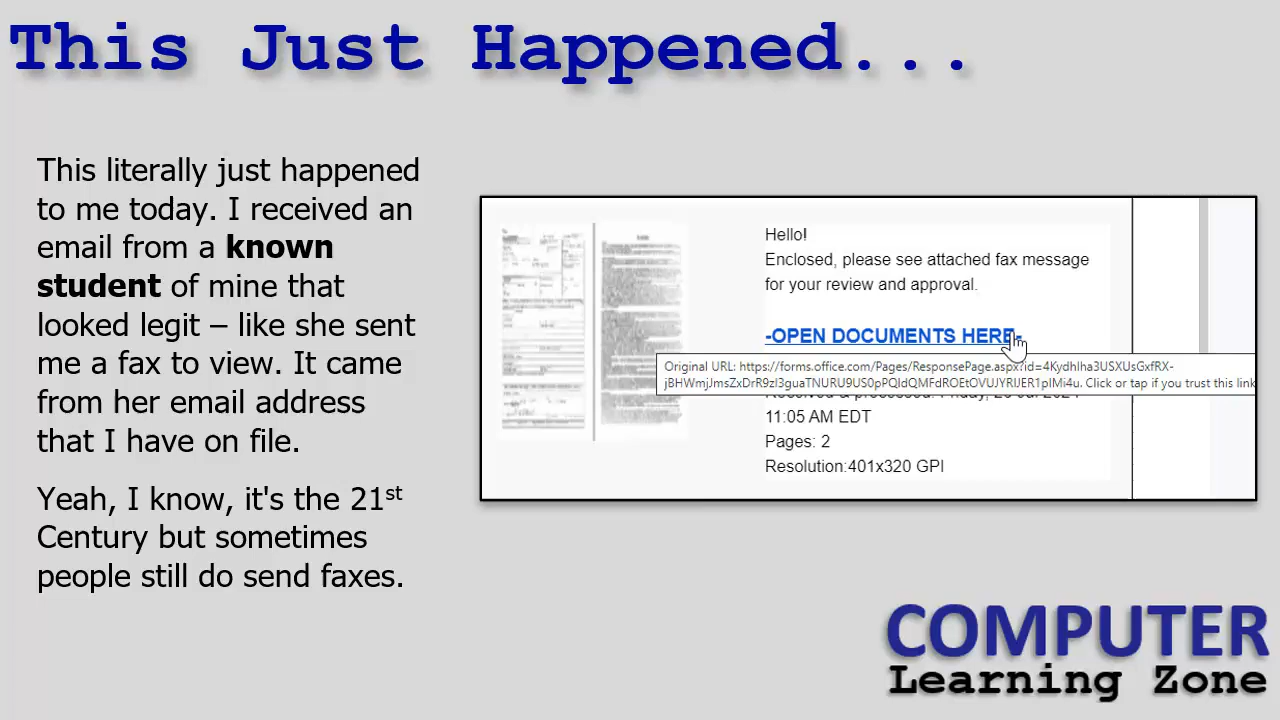 This Just Happened...
This literally just happened
to me today. I received an
email from a known
student of mine that
looked legit – like she sent
me a fax to view. It came
from her email address
that I have on file.
Yeah, I know, it's the 21st
Century but sometimes
people still do send faxes.
Hello!
Enclosed, please see attached fax message
for your review and approval.
-OPEN DOCUMENTS HERE-
Original URL: https://forms.office.com/Pages/ResponsePage.aspx?id=4KydhIha3USXUsGxfRX-
Click or tap if you trust this link
11:05 AM EDT
Pages: 2
Resolution:401x320 GPI
COMPUTER
Learning Zone